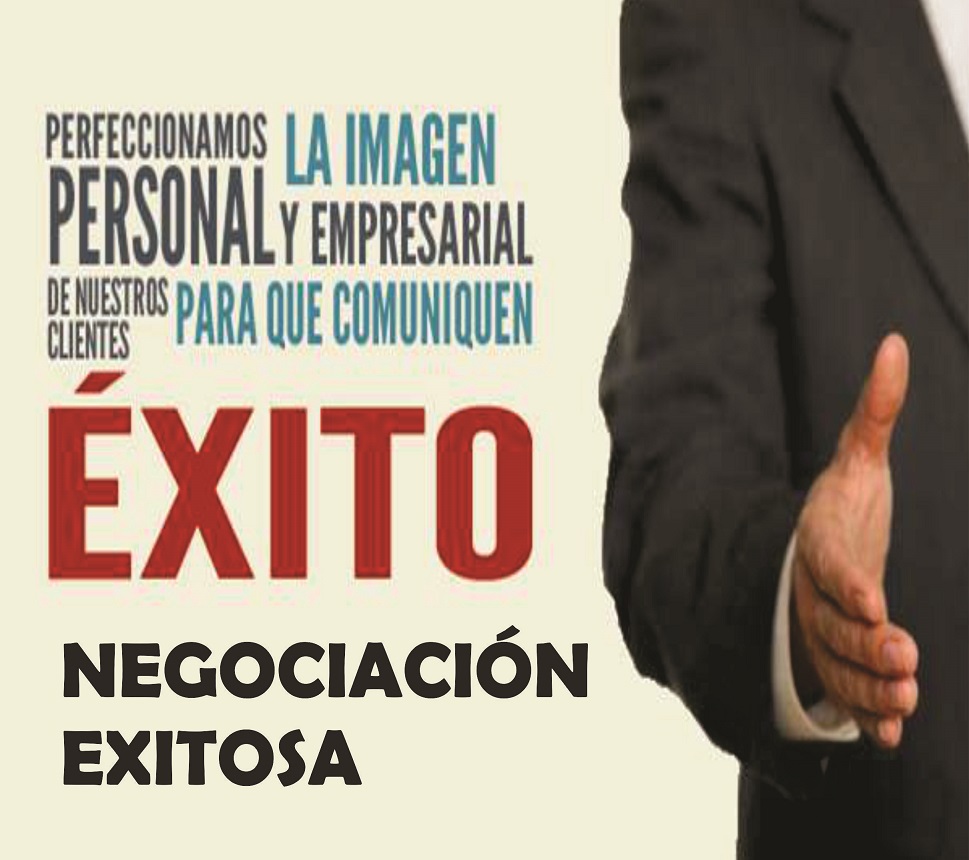 PERFECCIONAMOS LA IMAGEN
PERSONAL Y EMPRESARIAL
DE NUESTROS
CLIENTES PARA QUE COMUNIQUEN
ÉXITO
NEGOCIACIÓN
EXITOSA